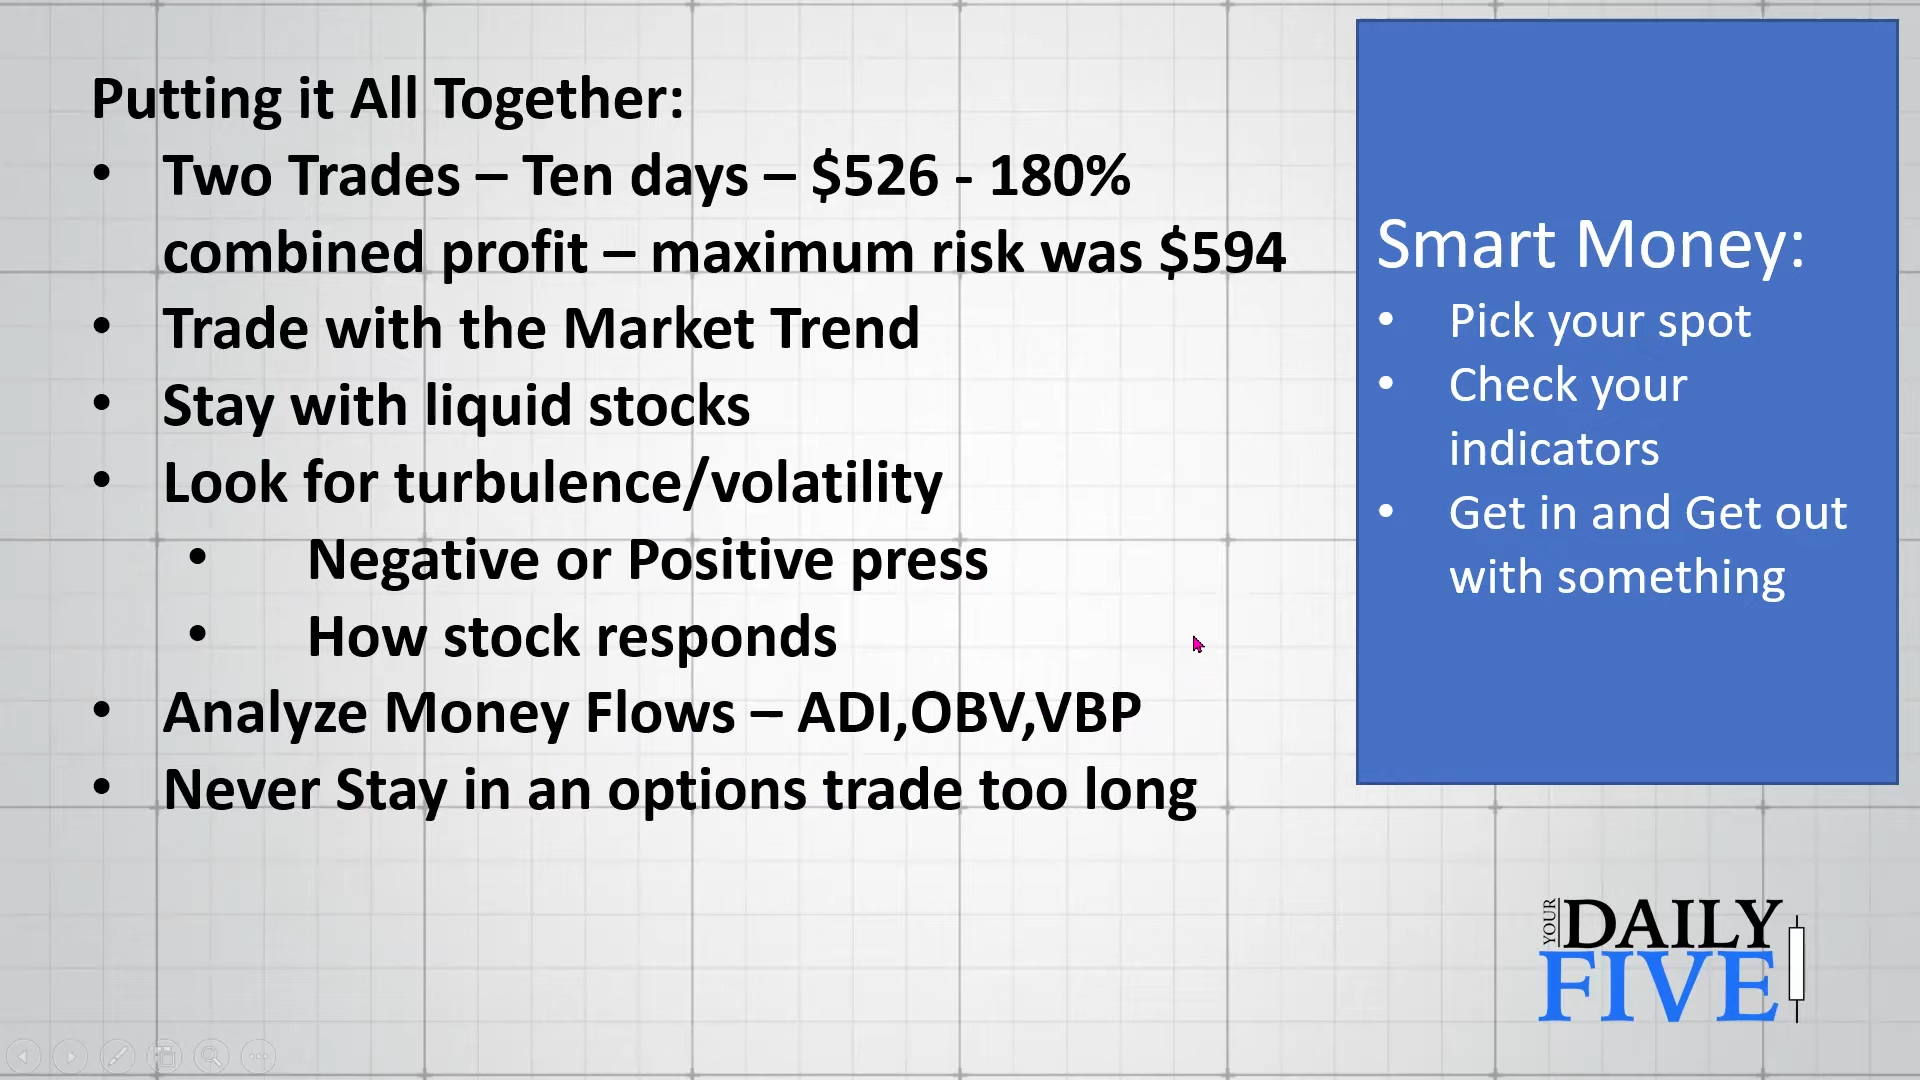 Putting it All Together:
• Two Trades – Ten days – $526 - 180%
combined profit – maximum risk was $594
• Trade with the Market Trend
• Stay with liquid stocks
• Look for turbulence/volatility
• Negative or Positive press
• How stock responds
• Analyze Money Flows – ADI,OBV,VBP
• Never Stay in an options trade too long
Smart Money:
• Pick your spot
• Check your
indicators
• Get in and Get out
with something
YOUR
DAILY
FIVE